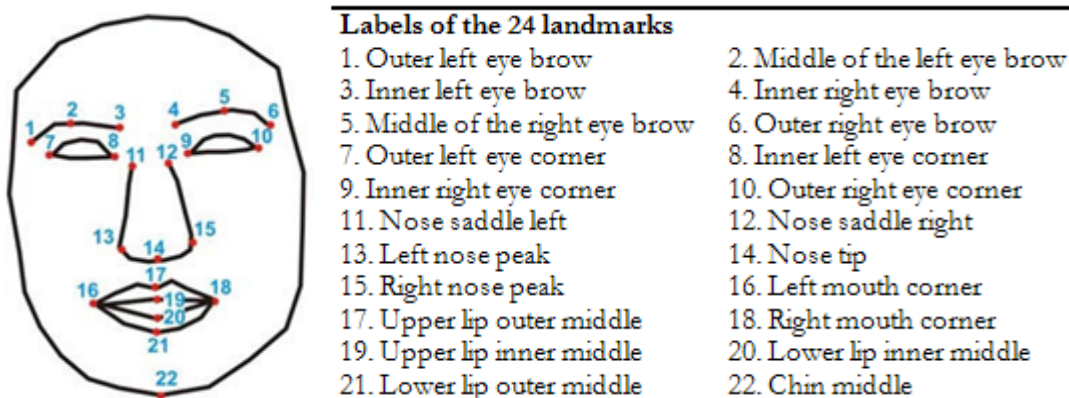 Labels of the 24 landmarks
1. Outer left eye brow 2. Middle of the left eye brow
3. Inner left eye brow 4. Inner right eye brow
5. Middle of the right eye brow 6. Outer right eye brow
7. Outer left eye corner 8. Inner left eye corner
9. Inner right eye corner 10. Outer right eye corner
11. Nose saddle left 12. Nose saddle right
13. Left nose peak 14. Nose tip
15. Right nose peak 16. Left mouth corner
17. Upper lip outer middle 18. Right mouth corner
19. Upper lip inner middle 20. Lower lip inner middle
21. Lower lip outer middle 22. Chin middle
1 2 3 4 5 6
7 8 9 10
11 12
13 14 15
16 17 18
19
20
21
22